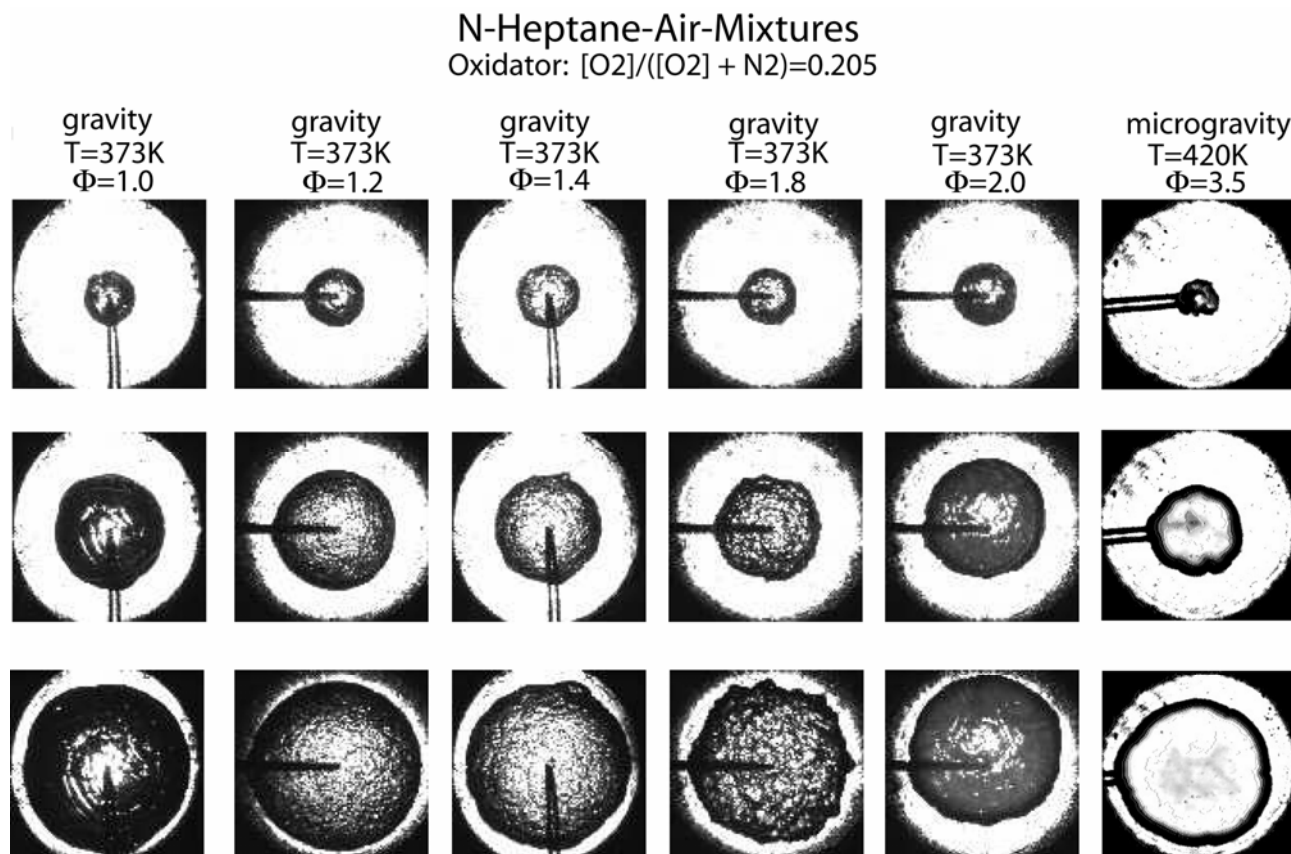 N-Heptane-Air-Mixtures
Oxidator: [O2]/([O2] + N2)=0.205
gravity
T=373K
Φ=1.0
gravity
T=373K
Φ=1.2
gravity
T=373K
Φ=1.4
gravity
T=373K
Φ=1.8
gravity
T=373K
Φ=2.0
microgravity
T=420K
Φ=3.5